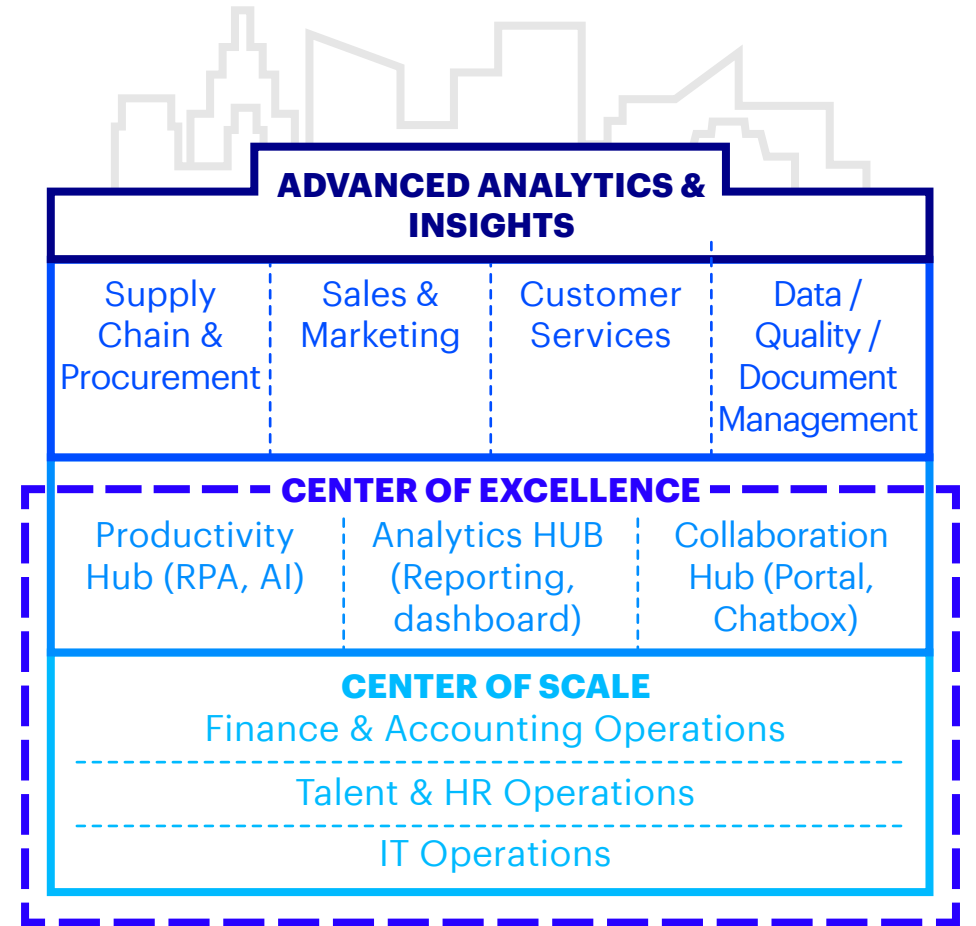 ADVANCED ANALYTICS &
INSIGHTS
Supply
Chain &
Procurement
Sales &
Marketing
Customer
Services
Data /
Quality /
Document
Management
CENTER OF EXCELLENCE
Productivity
Hub (RPA, AI)
Analytics HUB
(Reporting,
dashboard)
Collaboration
Hub (Portal,
Chatbox)
CENTER OF SCALE
Finance & Accounting Operations
Talent & HR Operations
IT Operations